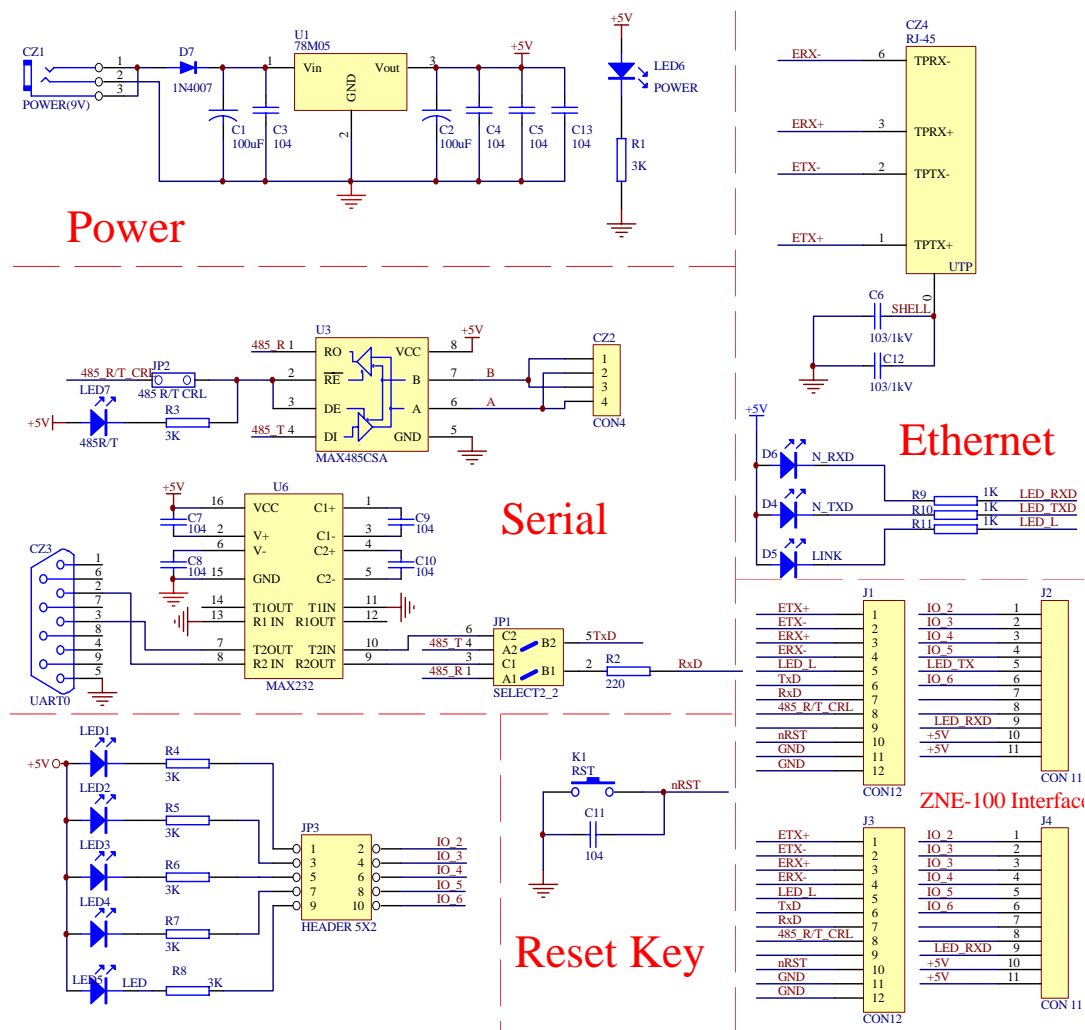 CZ1
POWER(9V)
1
2
3
D7
1N4007
U1
78M05
1
Vin
Vout
3
GND
2
+5V
C1
100uF
C3
104
C2
100uF
C4
104
C5
104
C13
104
+5V
LED6
POWER
R1
3K
Power
CZ4
RJ-45
ERX- 6 TPRX-
ERX+ 3 TPRX+
ETX- 2 TPTX-
ETX+ 1 TPTX+
UTP
0
SHELL
C6
103/1kV
C12
103/1kV
Ethernet
+5V
D6 N_RXD
D4 N_TXD
D5 LINK
R9 1K LED_RXD
R10 1K LED_TXD
R11 1K LED_L
U3
485_R 1 RO
2 RE
3 DE
485_T 4 DI
VCC 8
B 7
A 6
GND 5
MAX485CSA
+5V
B
A
CZ2
1
2
3
4
CON4
485_R/T_CRL
JP2
485 R/T CRL
LED7
+5V
485R/T
R3
3K
Serial
U6
+5V
16 VCC
2 V+
6 V-
15 GND
14 T1OUT
13 R1 IN
7 T2OUT
8 R2 IN
C1+ 1
C1- 3
C2+ 4
C2- 5
T1IN 11
R1OUT 12
T2IN 10
R2OUT 9
MAX232
C7
104
C8
104
C9
104
C10
104
CZ3
1
6
2
7
3
8
4
9
5
UART0
JP1
6 C2
485_T 4 A2
3 C1
485_R 1 A1
B2 5 TxD
B1 2
SELECT2_2
R2
220
RxD
J1
ETX+ 1
ETX- 2
ERX+ 3
ERX- 4
LED_L 5
TxD 6
RxD 7
485_R/T_CRL 8
9
nRST 10
GND 11
GND 12
CON12
J2
IO_2 1
IO_3 2
IO_4 3
IO_5 4
LED_TX 5
IO_6 6
7
8
LED_RXD 9
+5V 10
+5V 11
CON 11
ZNE-100 Interface
J3
ETX+ 1
ETX- 2
ERX+ 3
ERX- 4
LED_L 5
TxD 6
RxD 7
485_R/T_CRL 8
9
nRST 10
GND 11
GND 12
CON12
J4
IO_2 1
IO_3 2
IO_3 3
IO_4 4
IO_5 5
IO_6 6
7
8
LED_RXD 9
+5V 10
+5V 11
CON 11
+5V
LED1
R4
3K
LED2
R5
3K
LED3
R6
3K
LED4
R7
3K
LED5
LED
R8
3K
JP3
1 2 IO_2
3 4 IO_3
5 6 IO_4
7 8 IO_5
9 10 IO_6
HEADER 5X2
K1
RST
nRST
C11
104
Reset Key